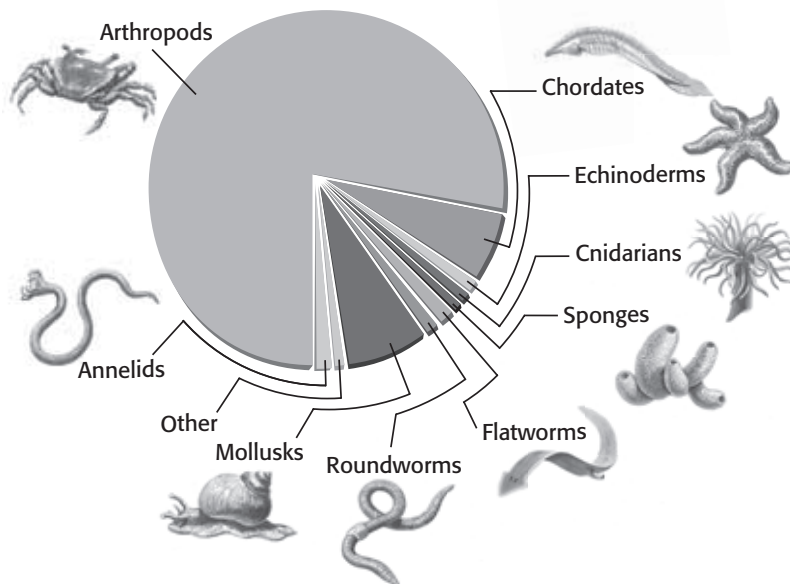 Arthropods
Chordates
Echinoderms
Cnidarians
Sponges
Annelids
Other
Mollusks
Flatworms
Roundworms